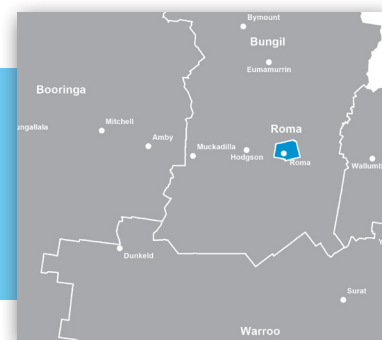 Bymount
Bungil
Eumamurrin
Booringa
Mitchell
ungallala
Amby
Roma
Muckadilla
Hodgson
Roma
Wallumb
Dunkeld
Surat
Warroo